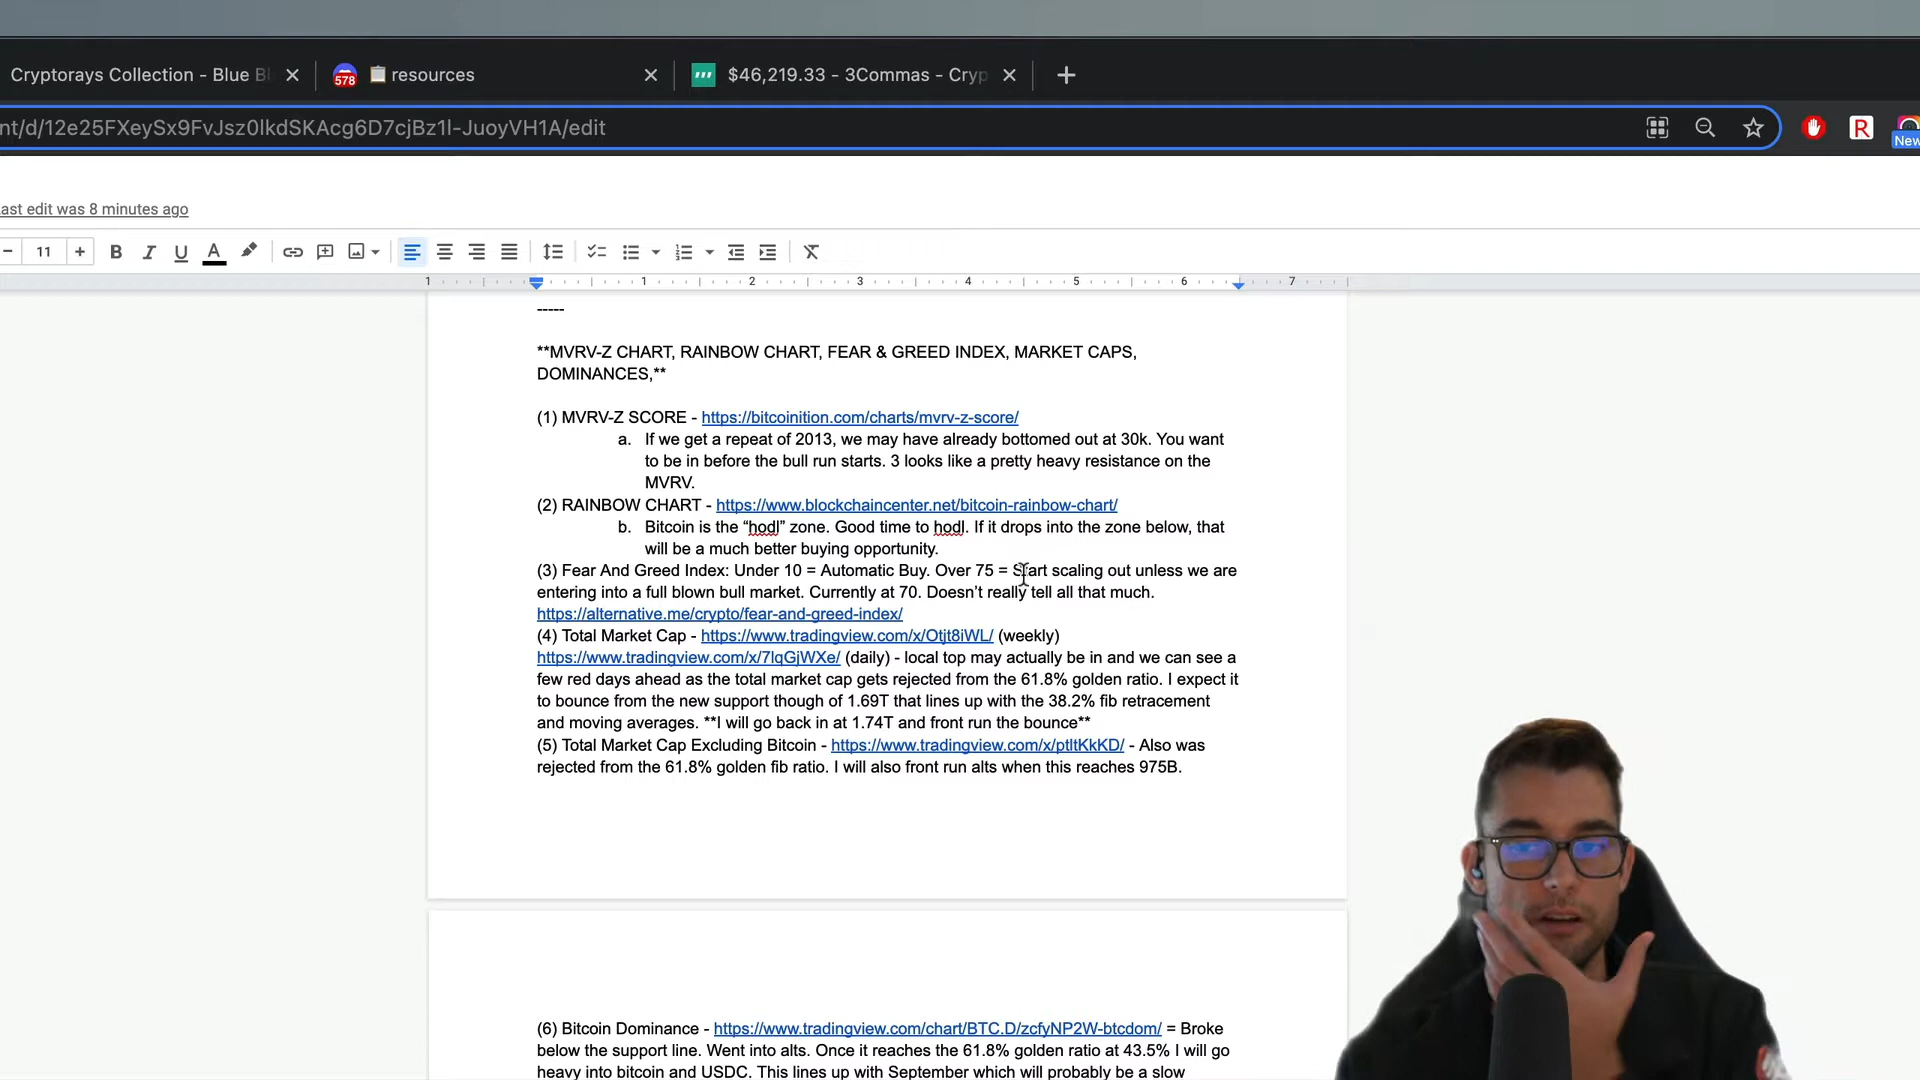 Cryptorays Collection - Blue B
578 resources
$46,219.33 - 3Commas - Cryp
nt/d/12e25FXeySx9FvJsz0IkdSKAcg6D7cjBz1l-JuoyVH1A/edit
R
New
ast edit was 8 minutes ago
11
B I U A
1 1 2 3 4 5 6 7
-----
**MVRV-Z CHART, RAINBOW CHART, FEAR & GREED INDEX, MARKET CAPS,
DOMINANCES,**
(1) MVRV-Z SCORE - https://bitcoinition.com/charts/mvrv-z-score/
a. If we get a repeat of 2013, we may have already bottomed out at 30k. You want
to be in before the bull run starts. 3 looks like a pretty heavy resistance on the
MVRV.
(2) RAINBOW CHART - https://www.blockchaincenter.net/bitcoin-rainbow-chart/
b. Bitcoin is the “hodl” zone. Good time to hodl. If it drops into the zone below, that
will be a much better buying opportunity.
(3) Fear And Greed Index: Under 10 = Automatic Buy. Over 75 = Start scaling out unless we are
entering into a full blown bull market. Currently at 70. Doesn’t really tell all that much.
https://alternative.me/crypto/fear-and-greed-index/
(4) Total Market Cap - https://www.tradingview.com/x/Otjt8iWL/ (weekly)
https://www.tradingview.com/x/7lqGjWXe/ (daily) - local top may actually be in and we can see a
few red days ahead as the total market cap gets rejected from the 61.8% golden ratio. I expect it
to bounce from the new support though of 1.69T that lines up with the 38.2% fib retracement
and moving averages. **I will go back in at 1.74T and front run the bounce**
(5) Total Market Cap Excluding Bitcoin - https://www.tradingview.com/x/ptltKkKD/ - Also was
rejected from the 61.8% golden fib ratio. I will also front run alts when this reaches 975B.
(6) Bitcoin Dominance - https://www.tradingview.com/chart/BTC.D/zcfyNP2W-btcdom/ = Broke
below the support line. Went into alts. Once it reaches the 61.8% golden ratio at 43.5% I will go
heavy into bitcoin and USDC. This lines up with September which will probably be a slow